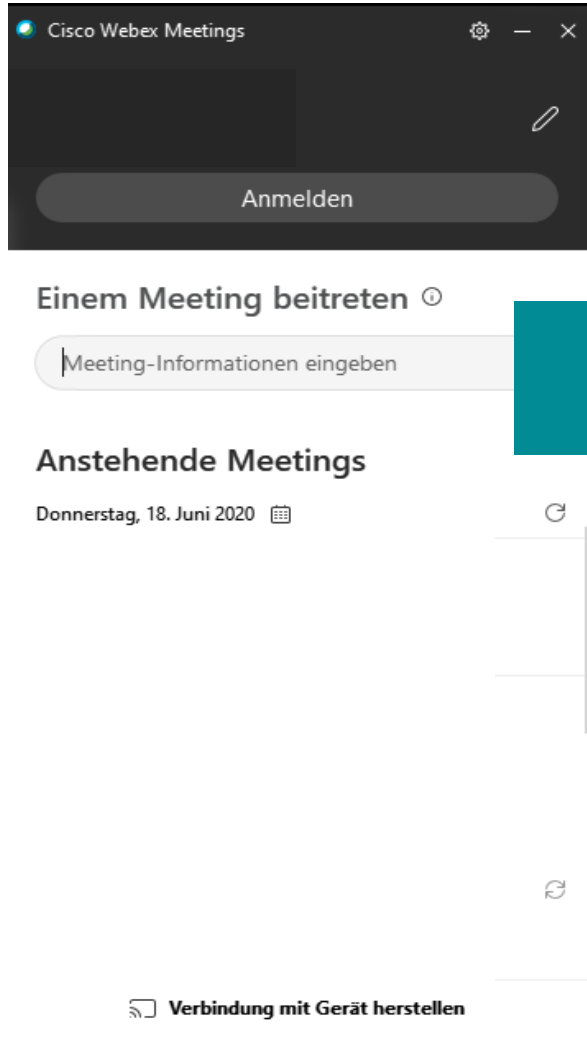 Cisco Webex Meetings
Anmelden
Einem Meeting beitreten
Meeting-Informationen eingeben
Anstehende Meetings
Donnerstag, 18. Juni 2020
Verbindung mit Gerät herstellen